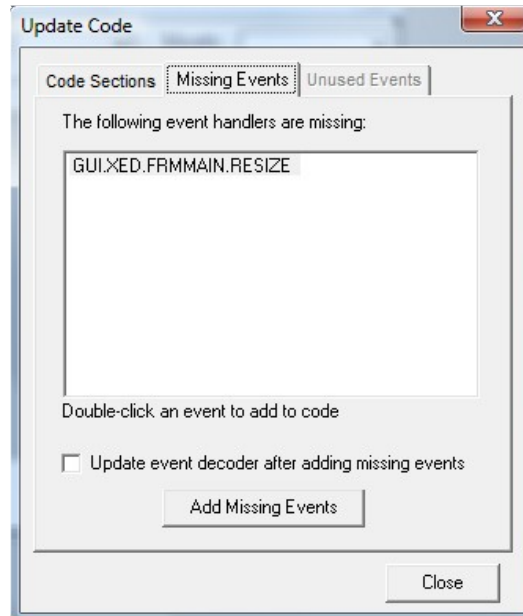 Update Code
X
Code Sections Missing Events Unused Events
The following event handlers are missing:
GUI.XED.FRMMAIN.RESIZE
Double-click an event to add to code
Update event decoder after adding missing events
Add Missing Events
Close